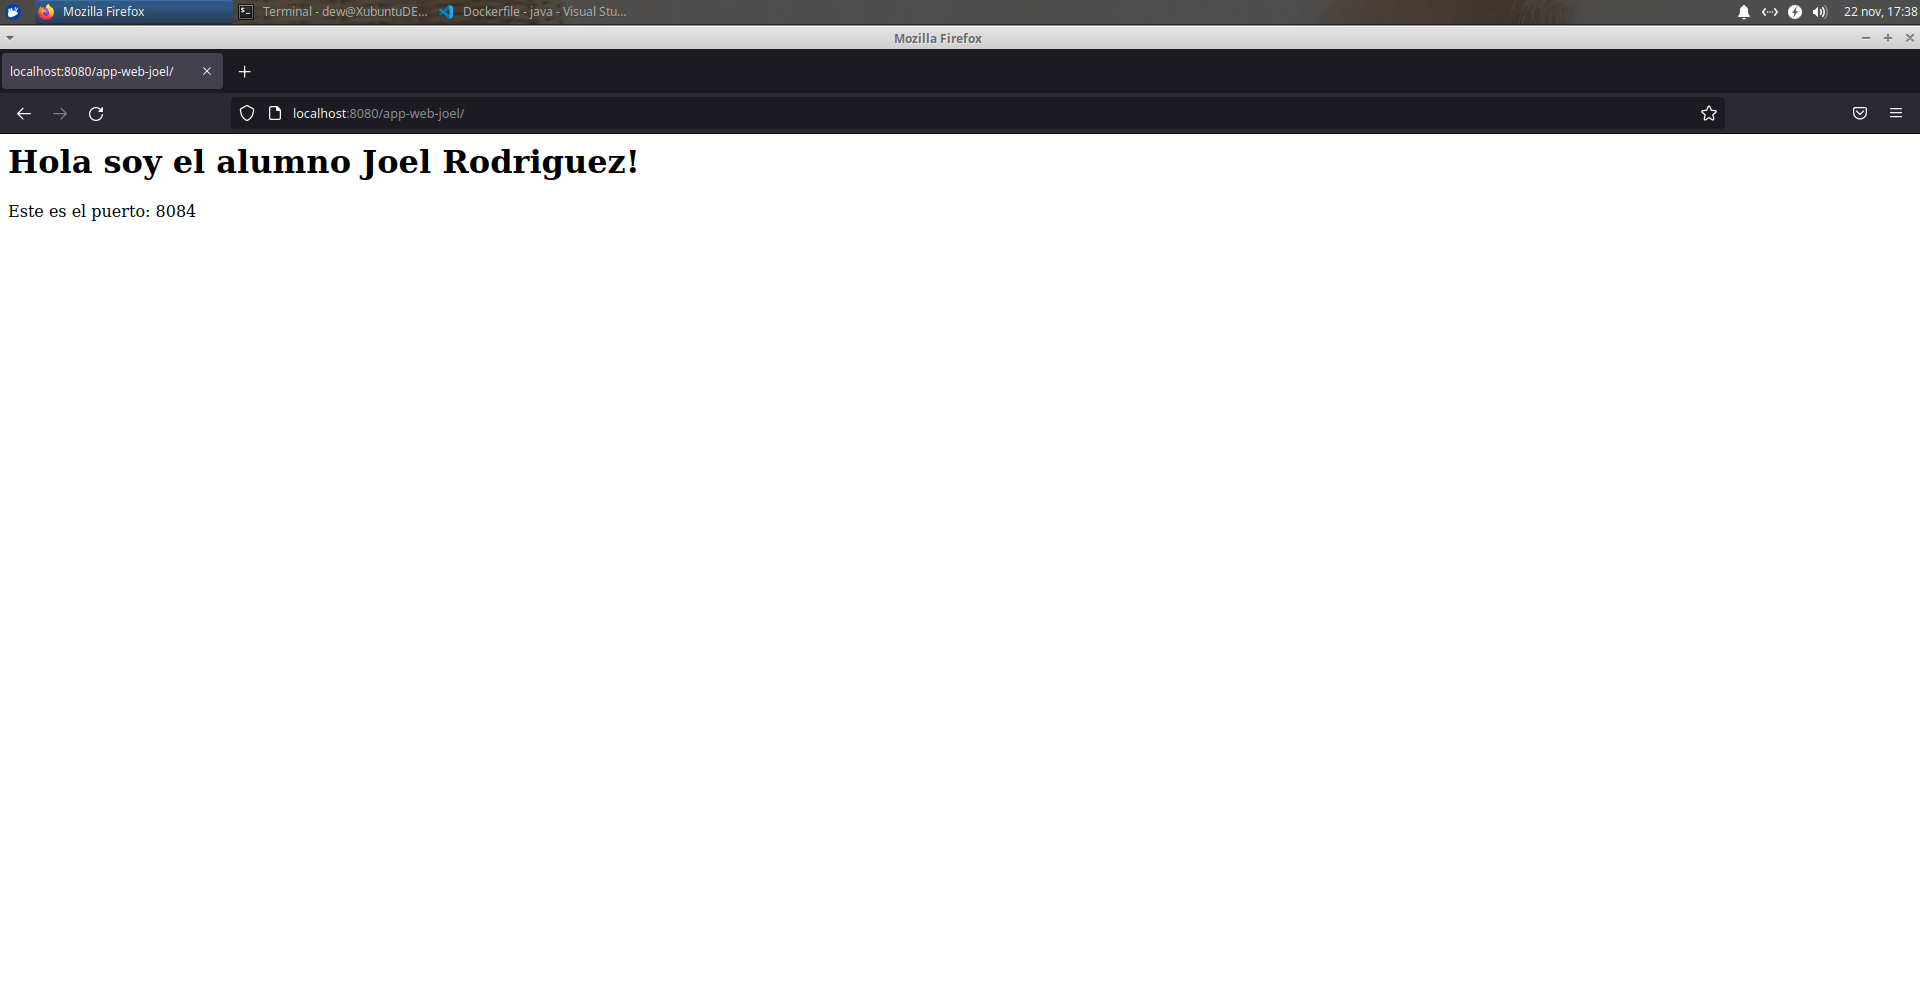 Mozilla Firefox
Terminal - dew@XubuntuDE...
Dockerfile - java - Visual Stu...
22 nov, 17:38
Mozilla Firefox
localhost:8080/app-web-joel/
localhost:8080/app-web-joel/
Hola soy el alumno Joel Rodriguez!
Este es el puerto: 8084